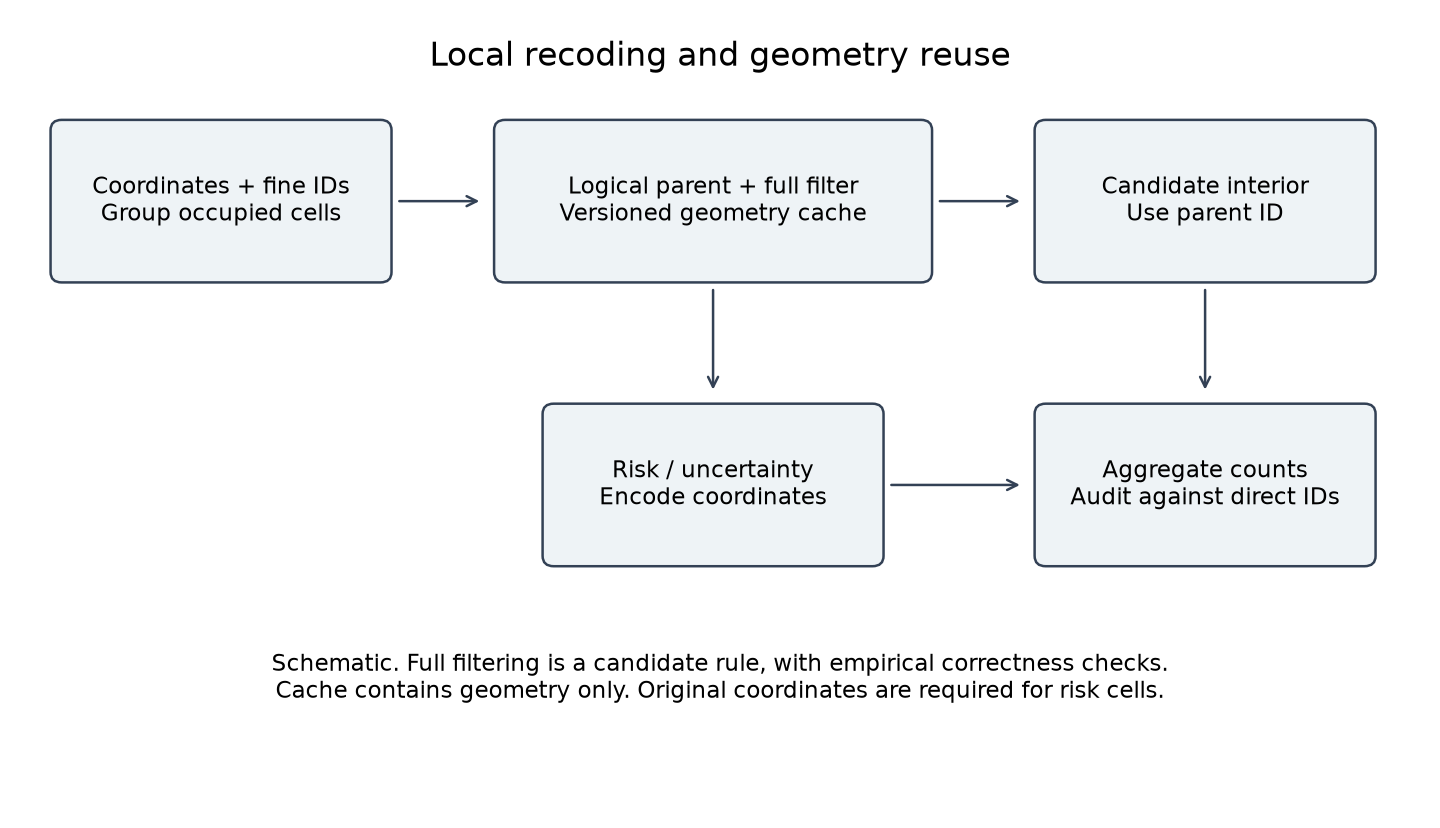 Local recoding and geometry reuse
Coordinates + fine IDs
Group occupied cells
Logical parent + full filter
Versioned geometry cache
Candidate interior
Use parent ID
Risk / uncertainty
Encode coordinates
Aggregate counts
Audit against direct IDs
Schematic. Full filtering is a candidate rule, with empirical correctness checks.
Cache contains geometry only. Original coordinates are required for risk cells.